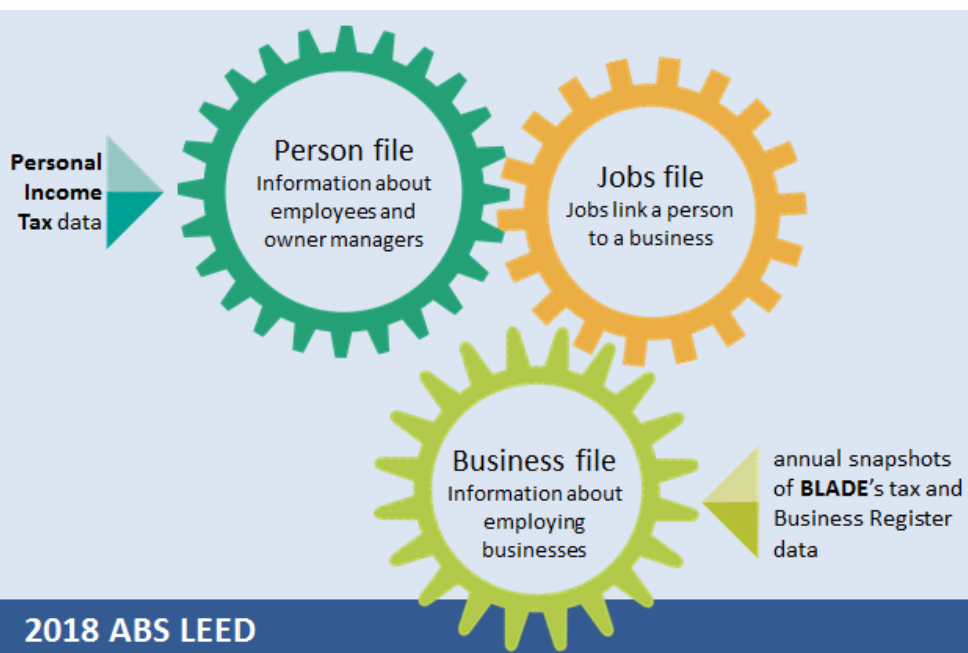 Personal
Income
Tax data
Person file
Information about
employees and
owner managers
Jobs file
Jobs link a person
to a business
Business file
Information about
employing
businesses
annual snapshots
of BLADE's tax and
Business Register
data
2018 ABS LEED